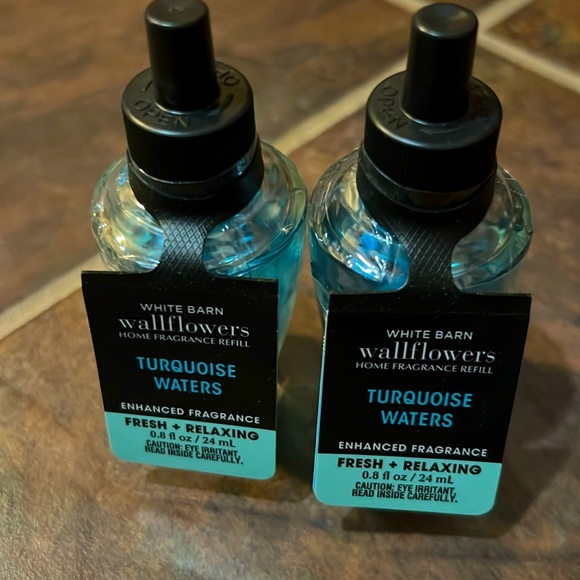 OPEN
WHITE BARN
wallflowers
HOME FRAGRANCE REFILL
TURQUOISE
WATERS
ENHANCED FRAGRANCE
FRESH + RELAXING
0.8 fl oz / 24 mL
CAUTION: EYE IRRITANT,
READ INSIDE CAREFULLY.
OPEN
WHITE BARN
wallflowers
HOME FRAGRANCE REFILL
TURQUOISE
WATERS
ENHANCED FRAGRANCE
FRESH + RELAXING
0.8 fl oz / 24 mL
CAUTION: EYE IRRITANT,
READ INSIDE CAREFULLY.